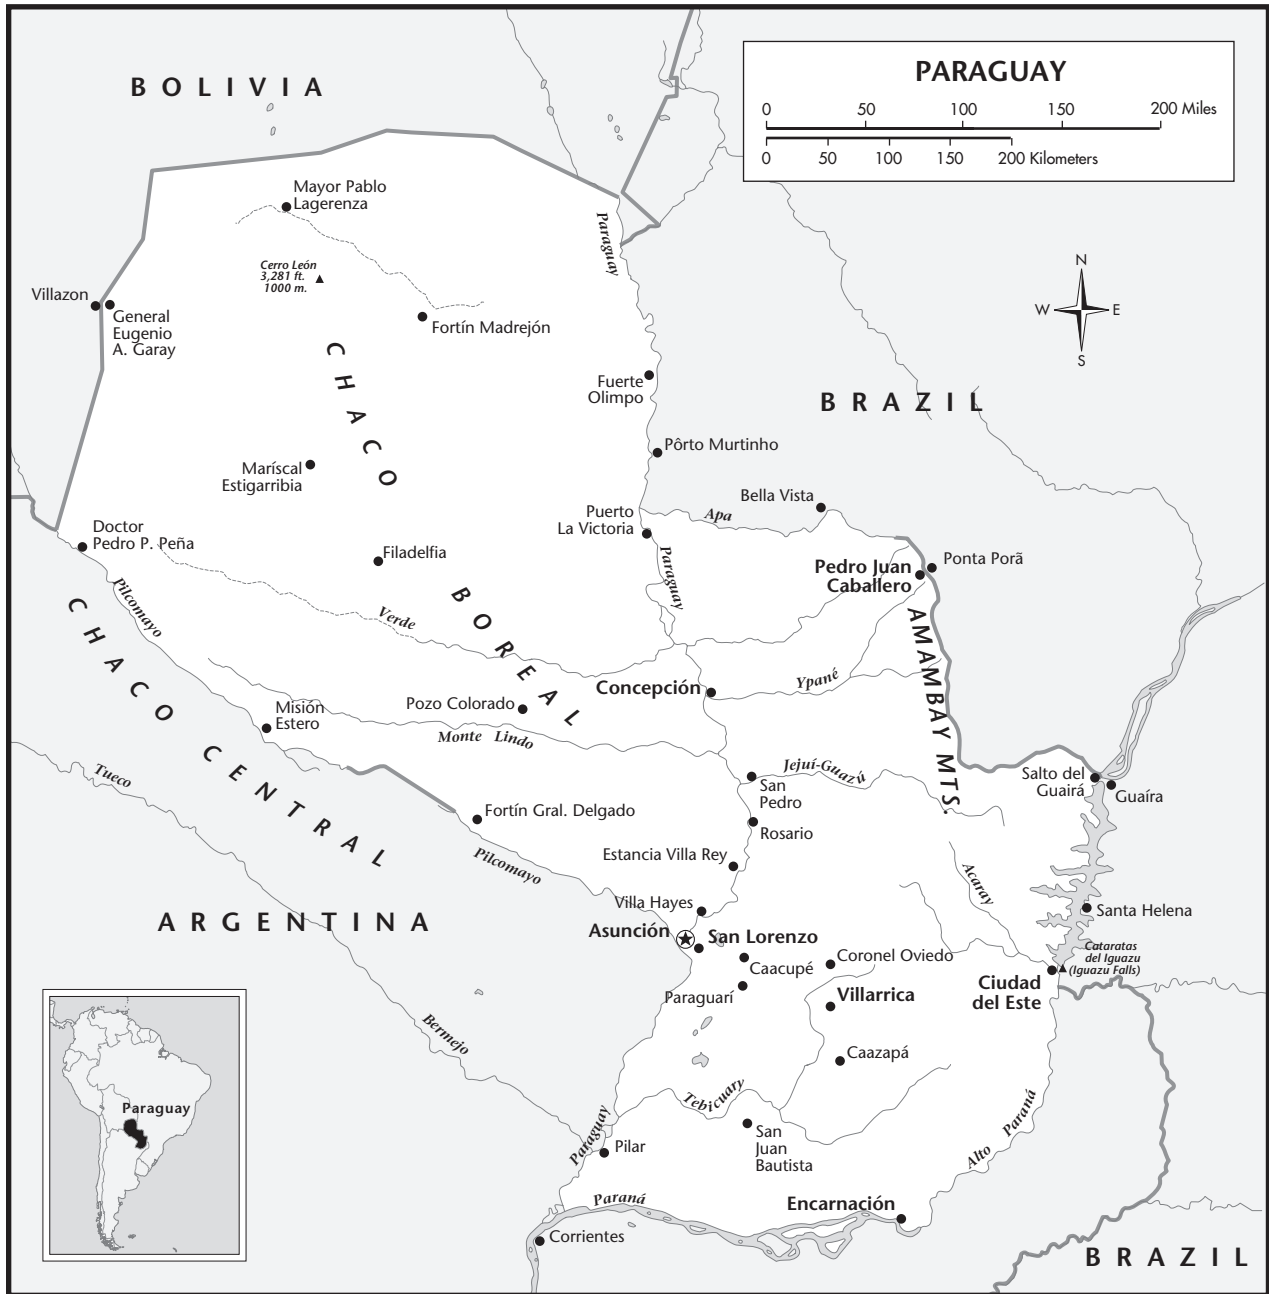 PARAGUAY
0 50 100 150 200 Miles
0 50 100 150 200 Kilometers
BOLIVIA
Mayor Pablo
Lagerenza
Paraguay
Cerro León
3,281 ft.
1000 m.
N
W E
S
Villazon
General
Eugenio
A. Garay
Fortín Madrejón
CHACO BOREAL
Fuerte
Olimpo
BRAZIL
Pôrto Murtinho
Maríscal
Estigarribia
Bella Vista
Puerto
La Victoria
Apa
Doctor
Pedro P. Peña
Filadelfia
Paraguay
Pedro Juan
Caballero
Ponta Porã
Pilcomayo
Verde
CHACO CENTRAL
AMAMBAY MTS.
Concepción
Ypané
Pozo Colorado
Misión
Estero
Monte Lindo
Tueco
Jejuí-Guazú
San
Pedro
Salto del
Guairá
Guaíra
Fortín Gral. Delgado
Rosario
Pilcomayo
Estancia Villa Rey
Acaray
Villa Hayes
Santa Helena
ARGENTINA
Asunción
San Lorenzo
Cataratas
del Iguazu
(Iguazu Falls)
Coronel Oviedo
Caacupé
Ciudad
del Este
Paraguarí
Villarrica
Bermejo
Caazapá
Paraguay
Tebicuary
Alto Paraná
Paraguay
Pilar
San
Juan
Bautista
Paraná
Encarnación
Corrientes
BRAZIL